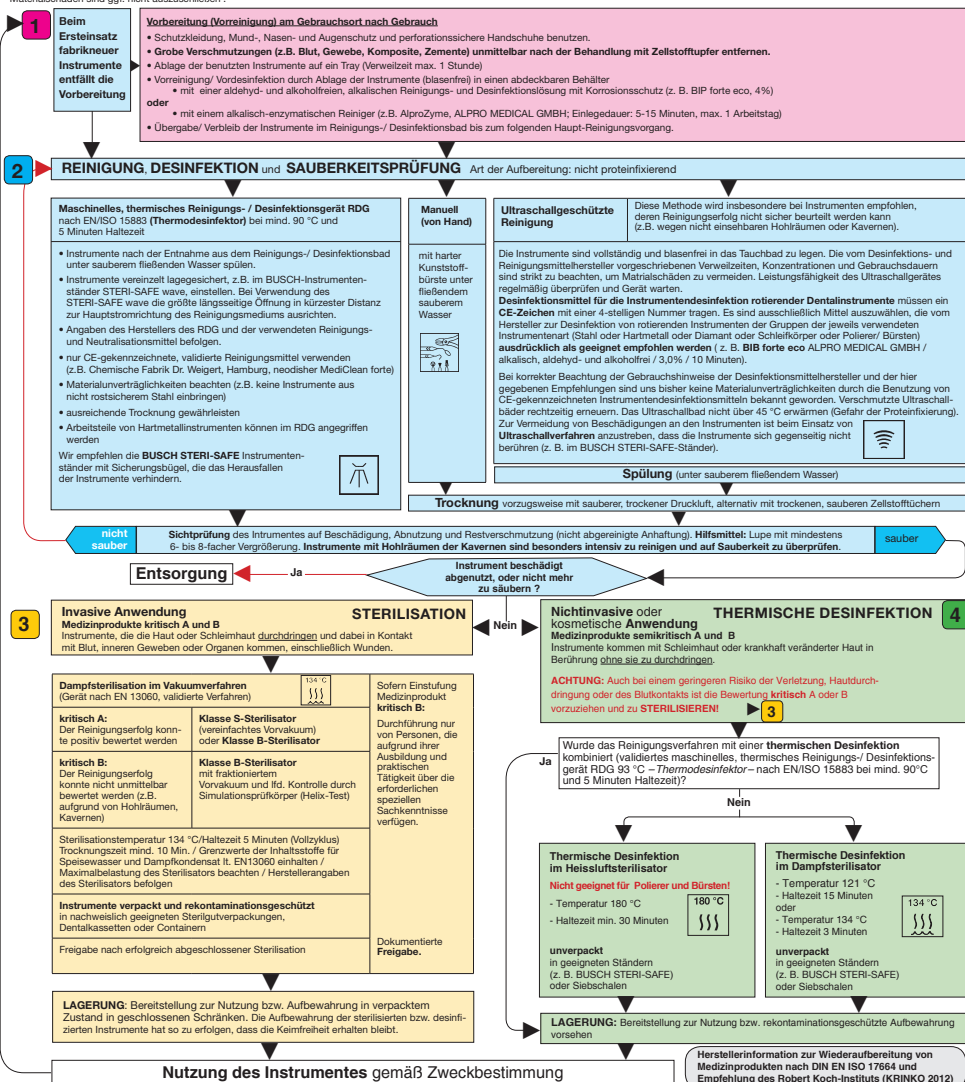 Materialschäden sind ggf. nicht auszuschließen .
1
Beim
Ersteinsatz
fabrikneuer
Instrumente
entfällt die
Vorbereitung
Vorbereitung (Vorreinigung) am Gebrauchsort nach Gebrauch
• Schutzkleidung, Mund-, Nasen- und Augenschutz und perforationssichere Handschuhe benutzen.
• Grobe Verschmutzungen (z.B. Blut, Gewebe, Komposite, Zemente) unmittelbar nach der Behandlung mit Zellstofftupfer entfernen.
• Ablage der benutzten Instrumente auf ein Tray (Verweilzeit max. 1 Stunde)
• Vorreinigung/ Vordesinfektion durch Ablage der Instrumente (blasenfrei) in einen abdeckbaren Behälter
• mit einer aldehyd- und alkoholfreien, alkalischen Reinigungs- und Desinfektionslösung mit Korrosionsschutz (z. B. BIP forte eco, 4%)
oder
• mit einem alkalisch-enzymatischen Reiniger (z.B. AlproZyme, ALPRO MEDICAL GMBH; Einlegedauer: 5-15 Minuten, max. 1 Arbeitstag)
• Übergabe/ Verbleib der Instrumente im Reinigungs-/ Desinfektionsbad bis zum folgenden Haupt-Reinigungsvorgang.
2
REINIGUNG, DESINFEKTION und SAUBERKEITSPRÜFUNG Art der Aufbereitung: nicht proteinfixierend
Maschinelles, thermisches Reinigungs- / Desinfektionsgerät RDG
nach EN/ISO 15883 (Thermodesinfektor) bei mind. 90 °C und
5 Minuten Haltezeit
• Instrumente nach der Entnahme aus dem Reinigungs-/ Desinfektionsbad
unter sauberem fließenden Wasser spülen.
• Instrumente vereinzelt lagegesichert, z.B. im BUSCH-Instrumenten-
ständer STERI-SAFE wave, einstellen. Bei Verwendung des
STERI-SAFE wave die größte längsseitige Öffnung in kürzester Distanz
zur Hauptstromrichtung des Reinigungsmediums ausrichten.
• Angaben des Herstellers des RDG und der verwendeten Reinigungs-
und Neutralisationsmittel befolgen.
• nur CE-gekennzeichnete, validierte Reinigungsmittel verwenden
(z.B. Chemische Fabrik Dr. Weigert, Hamburg, neodisher MediClean forte)
• Materialunverträglichkeiten beachten (z.B. keine Instrumente aus
nicht rostsicherem Stahl einbringen)
• ausreichende Trocknung gewährleisten
• Arbeitsteile von Hartmetallinstrumenten können im RDG angegriffen
werden
Wir empfehlen die BUSCH STERI-SAFE Instrumenten-
ständer mit Sicherungsbügel, die das Herausfallen
der Instrumente verhindern.
Manuell
(von Hand)
mit harter
Kunststoff-
bürste unter
fließendem
sauberem
Wasser
Ultraschallgeschützte
Reinigung
Diese Methode wird insbesondere bei Instrumenten empfohlen,
deren Reinigungserfolg nicht sicher beurteilt werden kann
(z.B. wegen nicht einsehbaren Hohlräumen oder Kavernen).
Die Instrumente sind vollständig und blasenfrei in das Tauchbad zu legen. Die vom Desinfektions- und
Reinigungsmittelhersteller vorgeschriebenen Verweilzeiten, Konzentrationen und Gebrauchsdauern
sind strikt zu beachten, um Matrialschäden zu vermeiden. Leistungsfähigkeit des Ultraschallgerätes
regelmäßig überprüfen und Gerät warten.
Desinfektionsmittel für die Instrumentendesinfektion rotierender Dentalinstrumente müssen ein
CE-Zeichen mit einer 4-stelligen Nummer tragen. Es sind ausschließlich Mittel auszuwählen, die vom
Hersteller zur Desinfektion von rotierenden Instrumenten der Gruppen der jeweils verwendeten
Instrumentenart (Stahl oder Hartmetall oder Diamant oder Schleifkörper oder Polierer/ Bürsten)
ausdrücklich als geeignet empfohlen werden ( z. B. BIB forte eco ALPRO MEDICAL GMBH /
alkalisch, aldehyd- und alkoholfrei / 3,0% / 10 Minuten).
Bei korrekter Beachtung der Gebrauchshinweise der Desinfektionsmittelhersteller und der hier
gegebenen Empfehlungen sind uns bisher keine Materialunverträglichkeiten durch die Benutzung von
CE-gekennzeichneten Instrumentendesinfektionsmitteln bekannt geworden. Verschmutzte Ultraschall-
bäder rechtzeitig erneuern. Das Ultraschallbad nicht über 45 °C erwärmen (Gefahr der Proteinfixierung).
Zur Vermeidung von Beschädigungen an den Instrumenten ist beim Einsatz von
Ultraschallverfahren anzustreben, dass die Instrumente sich gegenseitig nicht
berühren (z. B. im BUSCH STERI-SAFE-Ständer).
Spülung (unter sauberem fließendem Wasser)
Trocknung vorzugsweise mit sauberer, trockener Druckluft, alternativ mit trockenen, sauberen Zellstofftüchern
nicht
sauber
Sichtprüfung des Instrumentes auf Beschädigung, Abnutzung und Restverschmutzung (nicht abgereinigte Anhaftung). Hilfsmittel: Lupe mit mindestens
6- bis 8-facher Vergrößerung. Instrumente mit Hohlräumen der Kavernen sind besonders intensiv zu reinigen und auf Sauberkeit zu überprüfen.
sauber
Entsorgung
Ja
Instrument beschädigt
abgenutzt, oder nicht mehr
zu säubern ?
Nein
3
Invasive Anwendung STERILISATION
Medizinprodukte kritisch A und B
Instrumente, die die Haut oder Schleimhaut durchdringen und dabei in Kontakt
mit Blut, inneren Geweben oder Organen kommen, einschließlich Wunden.
Dampfsterilisation im Vakuumverfahren
(Gerät nach EN 13060, validierte Verfahren)
134 °C
kritisch A:
Der Reinigungserfolg konn-
te positiv bewertet werden
Klasse S-Sterilisator
(vereinfachtes Vorvakuum)
oder Klasse B-Sterilisator
kritisch B:
Der Reinigungserfolg
konnte nicht unmittelbar
bewertet werden (z.B.
aufgrund von Hohlräumen,
Kavernen)
Klasse B-Sterilisator
mit fraktioniertem
Vorvakuum und lfd. Kontrolle durch
Simulationsprüfkörper (Helix-Test)
Sterilisationstemperatur 134 °C/Haltezeit 5 Minuten (Vollzyklus)
Trocknungszeit mind. 10 Min. / Grenzwerte der Inhaltsstoffe für
Speisewasser und Dampfkondensat lt. EN13060 einhalten /
Maximalbelastung des Sterilisators beachten / Herstellerangaben
des Sterilisators befolgen
Instrumente verpackt und rekontaminationsgeschützt
in nachweislich geeigneten Sterilgutverpackungen,
Dentalkassetten oder Containern
Freigabe nach erfolgreich abgeschlossener Sterilisation
Sofern Einstufung
Medizinprodukt
kritisch B:
Durchführung nur
von Personen, die
aufgrund ihrer
Ausbildung und
praktischen
Tätigkeit über die
erforderlichen
speziellen
Sachkenntnisse
verfügen.
Dokumentierte
Freigabe.
LAGERUNG: Bereitstellung zur Nutzung bzw. Aufbewahrung in verpacktem
Zustand in geschlossenen Schränken. Die Aufbewahrung der sterilisierten bzw. desinfi-
zierten Instrumente hat so zu erfolgen, dass die Keimfreiheit erhalten bleibt.
4
Nichtinvasive oder THERMISCHE DESINFEKTION
kosmetische Anwendung
Medizinprodukte semikritisch A und B
Instrumente kommen mit Schleimhaut oder krankhaft veränderter Haut in
Berührung ohne sie zu durchdringen.
ACHTUNG: Auch bei einem geringeren Risiko der Verletzung, Hautdurch-
dringung oder des Blutkontakts ist die Bewertung kritisch A oder B
vorzuziehen und zu STERILISIEREN!
3
Ja
Wurde das Reinigungsverfahren mit einer thermischen Desinfektion
kombiniert (validiertes maschinelles, thermisches Reinigungs-/ Desinfektions-
gerät RDG 93 °C –Thermodesinfektor– nach EN/ISO 15883 bei mind. 90°C
und 5 Minuten Haltezeit)?
Nein
Thermische Desinfektion
im Heissluftsterilisator
Nicht geeignet für Polierer und Bürsten!
- Temperatur 180 °C
- Haltezeit min. 30 Minuten
180 °C
unverpackt
in geeigneten Ständern
(z. B. BUSCH STERI-SAFE)
oder Siebschalen
Thermische Desinfektion
im Dampfsterilisator
- Temperatur 121 °C
- Haltezeit 15 Minuten
oder
- Temperatur 134 °C
- Haltezeit 3 Minuten
134 °C
unverpackt
in geeigneten Ständern
(z. B. BUSCH STERI-SAFE)
oder Siebschalen
LAGERUNG: Bereitstellung zur Nutzung bzw. rekontaminationsgeschützte Aufbewahrung
vorsehen
Nutzung des Instrumentes gemäß Zweckbestimmung
Herstellerinformation zur Wiederaufbereitung von
Medizinprodukten nach DIN EN ISO 17664 und
Empfehlung des Robert Koch-Instituts (KRINKO 2012)